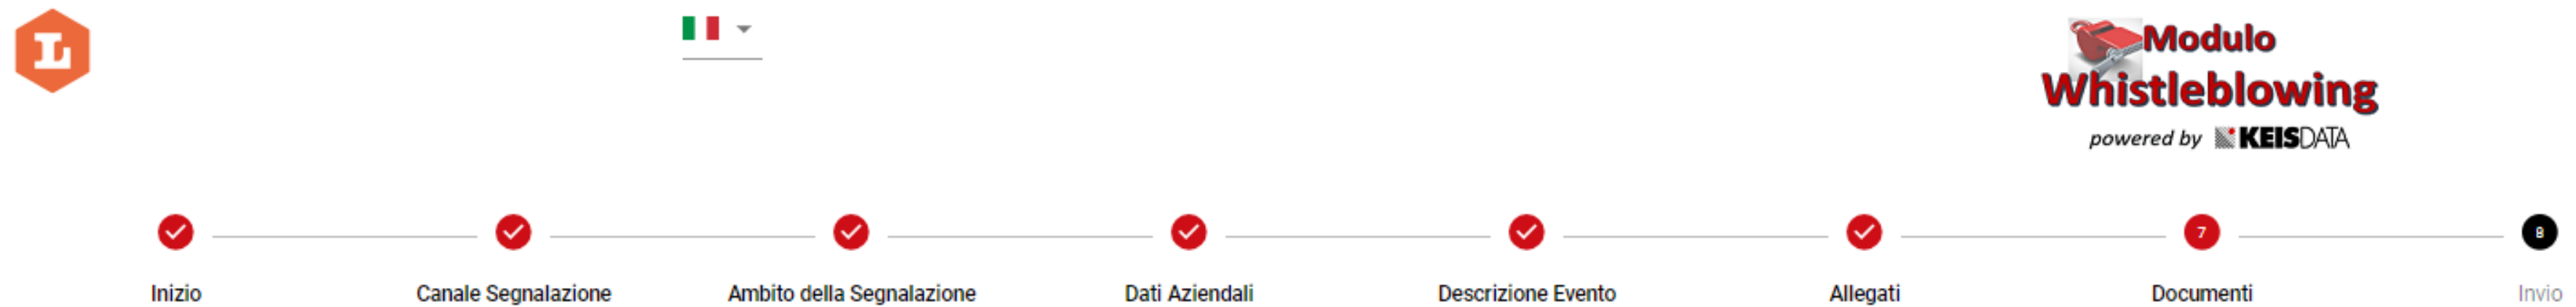 L
Modulo
Whistleblowing
powered by KEISDATA
7
8
Inizio
Canale Segnalazione
Ambito della Segnalazione
Dati Aziendali
Descrizione Evento
Allegati
Documenti
Invio